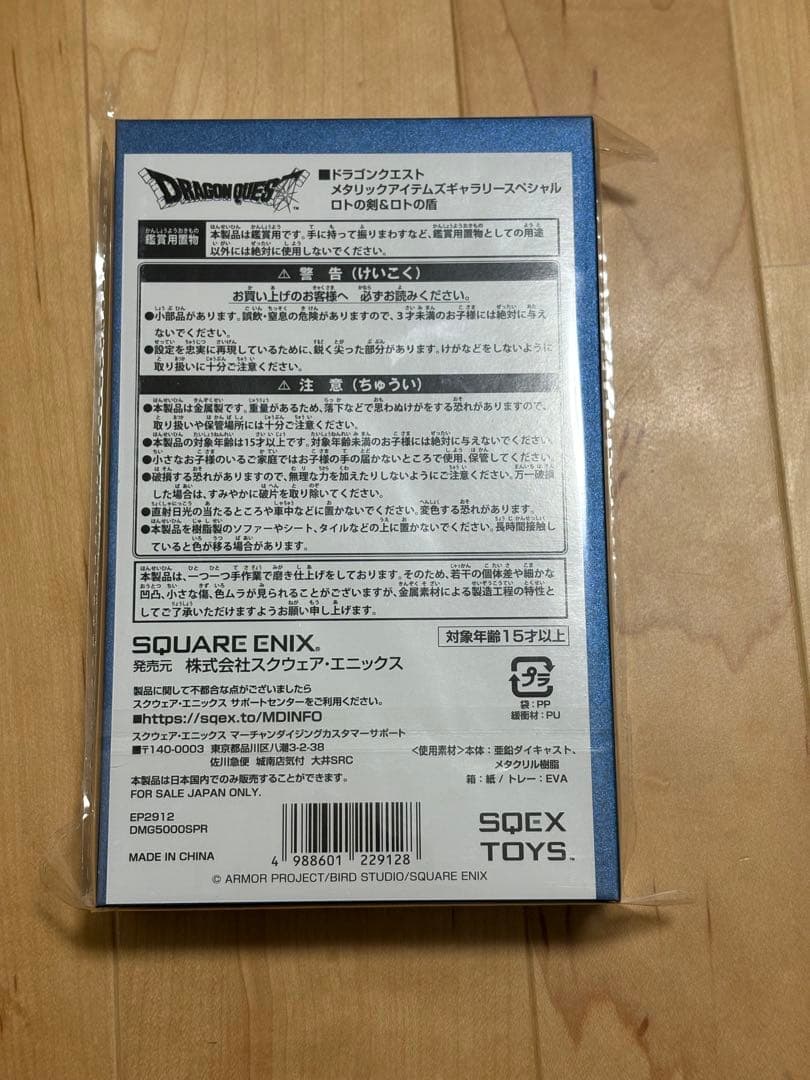 DRAGON QUEST™
■ドラゴンクエスト
メタリックアイテムズギャラリースペシャル
ロトの剣&ロトの盾
鑑賞用置物
本製品は鑑賞用です。手に持って振りまわすなど、鑑賞用置物としての用途
以外には絶対に使用しないでください。
⚠ 警 告（けいこく）
お買い上げのお客様へ 必ずお読みください。
●小部品があります。誤飲・窒息の危険がありますので、3才未満のお子様には絶対に与え
ないでください。
●設定を忠実に再現しているために、鋭く尖った部分があります。けがなどをしないように
取り扱いに十分ご注意ください。
⚠ 注 意（ちゅうい）
●本製品は金属製です。重量があるため、落下などで思わぬけがをする恐れがありますので、
取り扱いや保管場所には十分ご注意ください。
●本製品の対象年齢は15才以上です。対象年齢未満のお子様には絶対に与えないでください。
●小さなお子様のいるご家庭ではお子様の手の届かないところで使用、保管してください。
●破損する恐れがありますので、無理な力を加えたりしないようにご注意ください。万一破損
した場合は、すみやかに破片を取り除いてください。
●直射日光の当たるところや車中などに置かないでください。変色する恐れがあります。
●本製品を樹脂製のソファーやシート、タイルなどの上に置かないでください。長時間接触し
ていると色が移る場合があります。
本製品は、一つ一つ手作業で磨き仕上げをしております。そのため、若干の個体差や細かな
凹凸、小さな傷、色ムラが見られることがございますが、金属素材による製造工程の特性と
してご了承いただけますようお願い申し上げます。
SQUARE ENIX®
対象年齢15才以上
発売元 株式会社スクウェア・エニックス
プラ
袋：PP
緩衝材：PU
製品に関して不都合な点がございましたら
スクウェア・エニックス サポートセンターをご利用ください。
■https://sqex.to/MDINFO
スクウェア・エニックス マーチャンダイジングカスタマーサポート
■〒140-0003 東京都品川区八潮3-2-38
佐川急便 城南店気付 大井SRC
<使用素材>本体：亜鉛ダイキャスト、
メタクリル樹脂
箱：紙 / トレー：EVA
本製品は日本国内でのみ販売することができます。
FOR SALE JAPAN ONLY.
EP2912
DMG5000SPR
MADE IN CHINA
4 988601 229128
SQEX
TOYS™
© ARMOR PROJECT/BIRD STUDIO/SQUARE ENIX